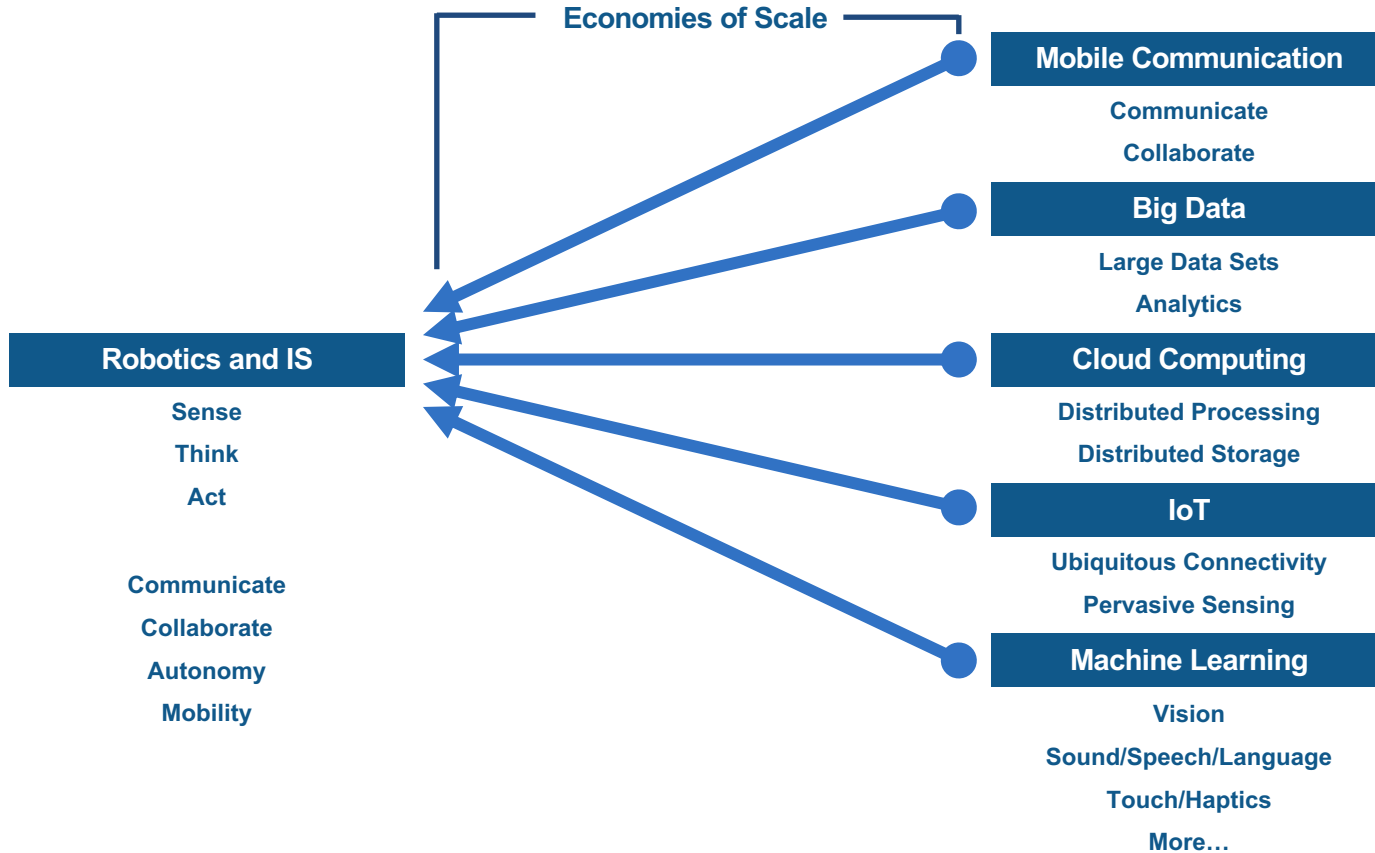 Economies of Scale
Robotics and IS
Sense
Think
Act
Communicate
Collaborate
Autonomy
Mobility
Mobile Communication
Communicate
Collaborate
Big Data
Large Data Sets
Analytics
Cloud Computing
Distributed Processing
Distributed Storage
IoT
Ubiquitous Connectivity
Pervasive Sensing
Machine Learning
Vision
Sound/Speech/Language
Touch/Haptics
More…